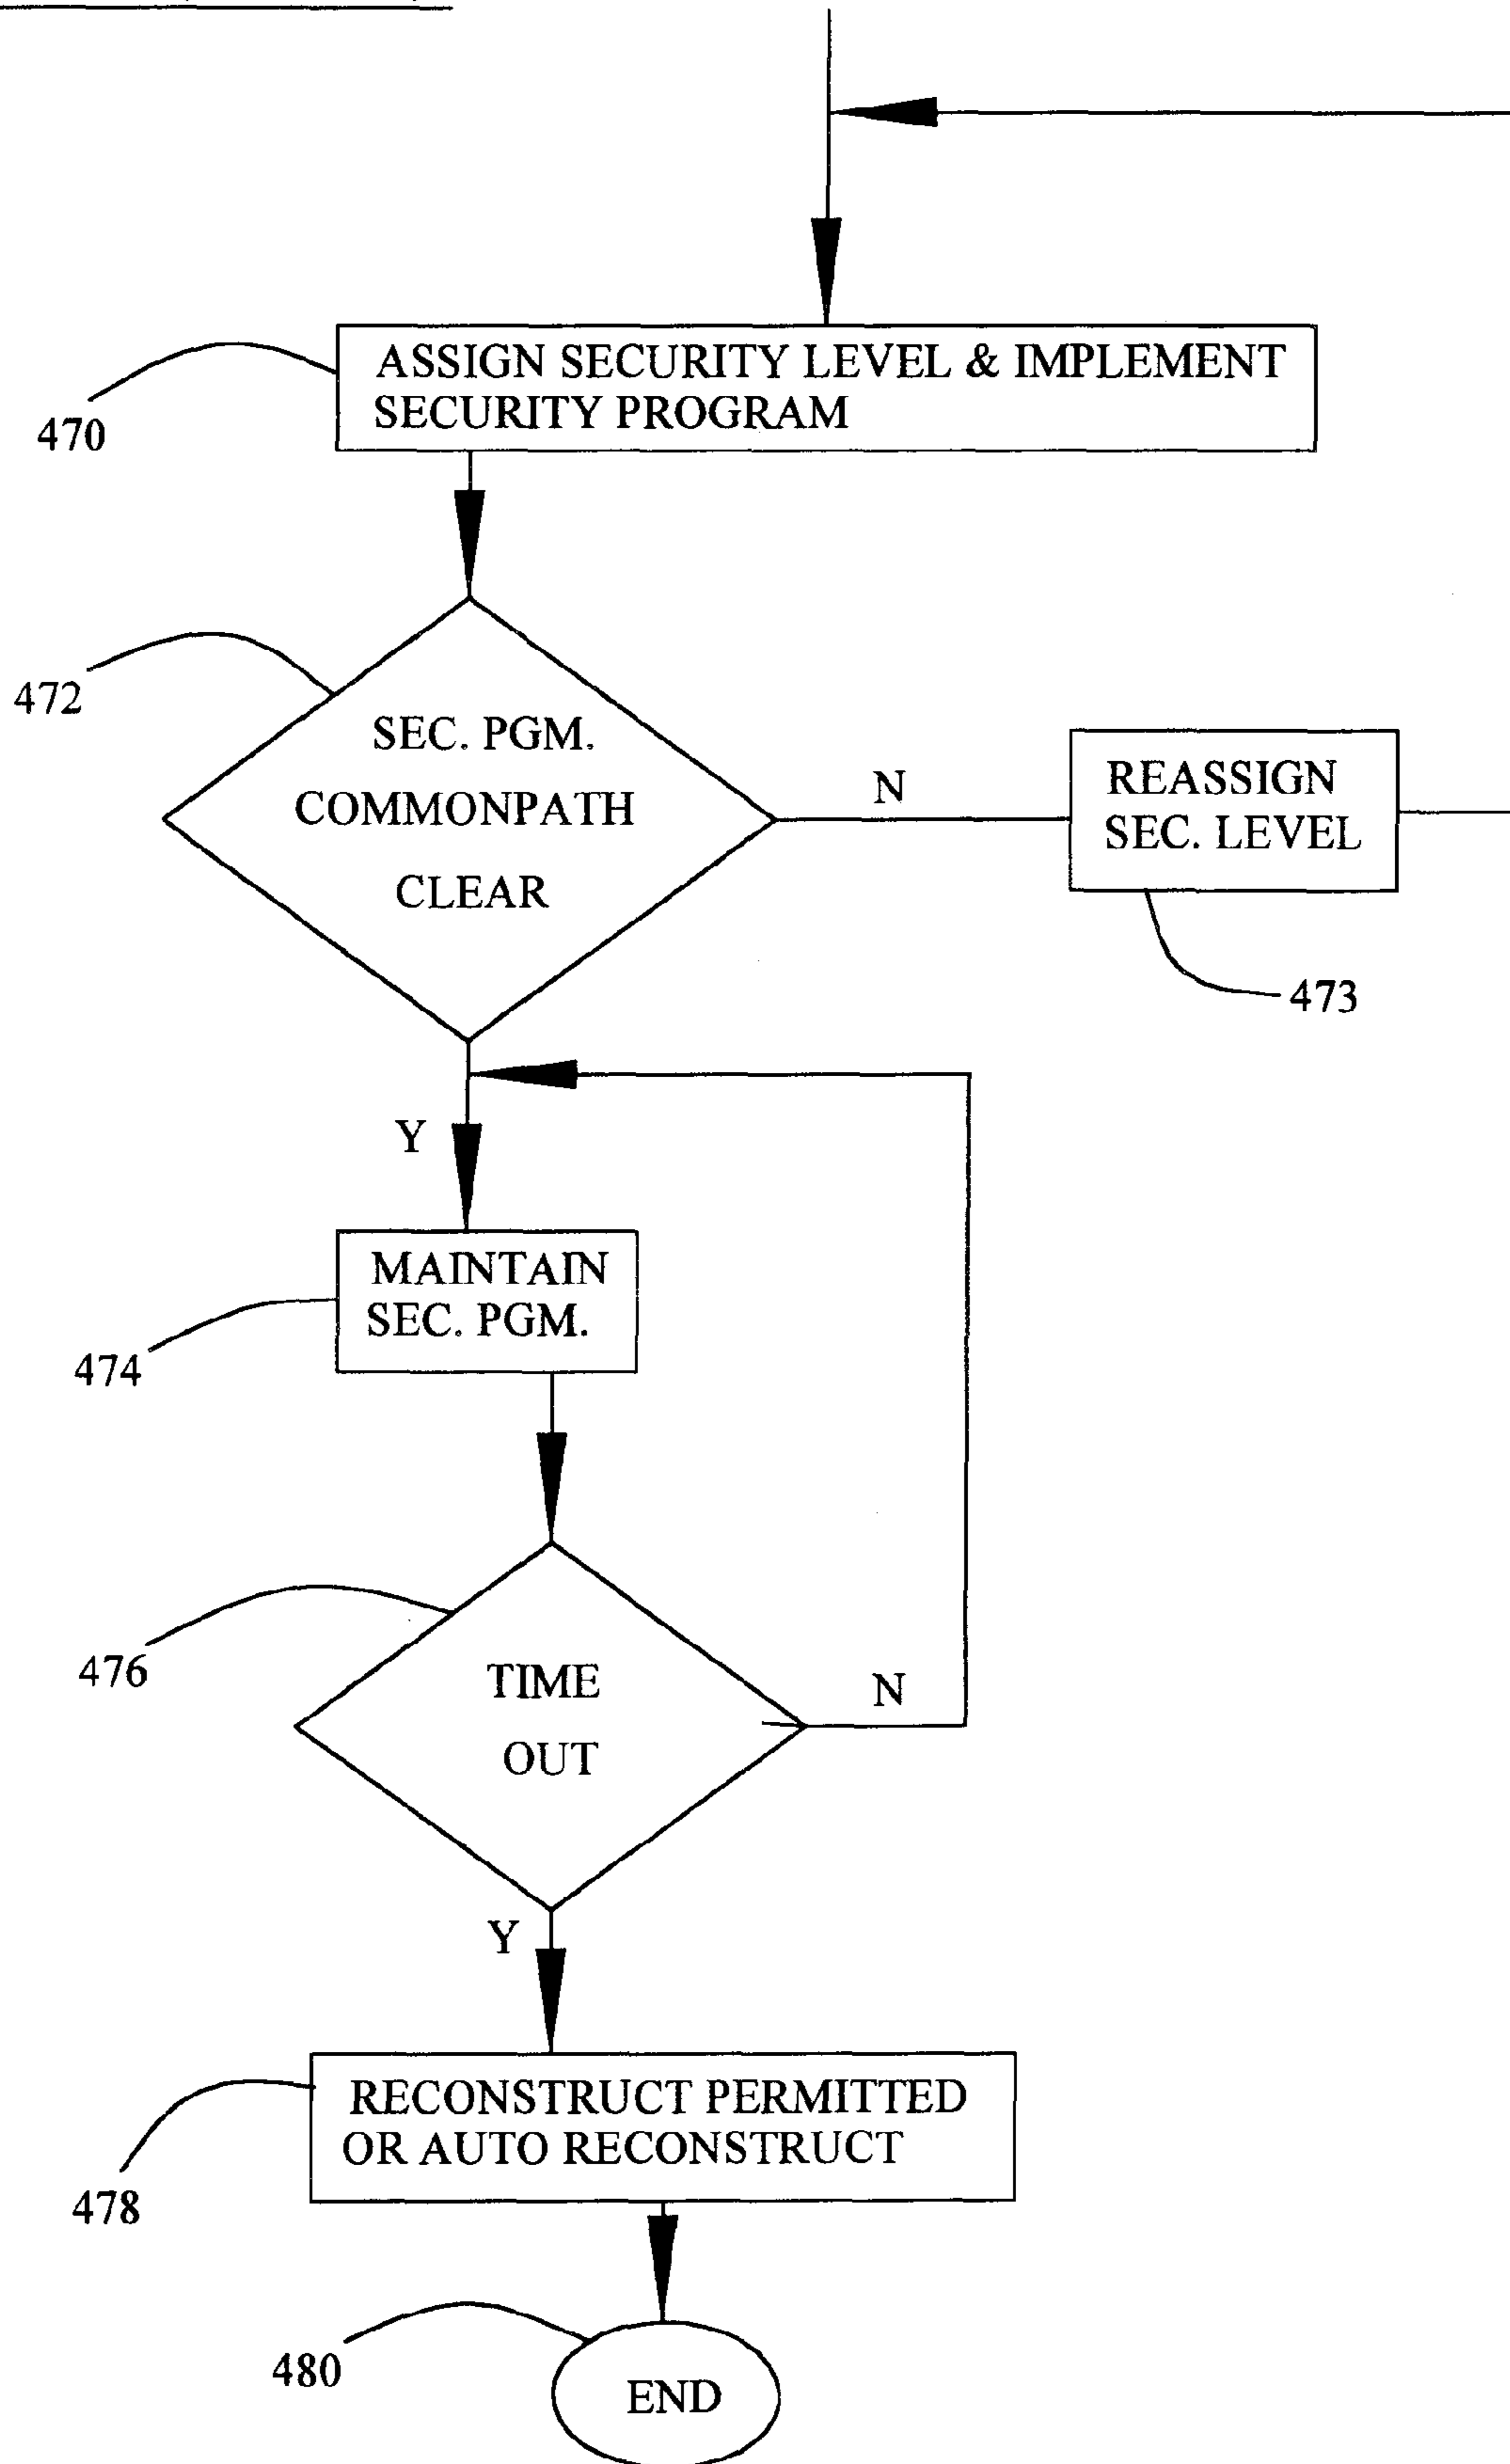 ASSIGN SECURITY LEVEL & IMPLEMENT
SECURITY PROGRAM
470
472
SEC. PGM.
COMMONPATH
CLEAR
N
REASSIGN
SEC. LEVEL
473
Y
MAINTAIN
SEC. PGM.
474
476
TIME
OUT
N
Y
RECONSTRUCT PERMITTED
OR AUTO RECONSTRUCT
478
480
END